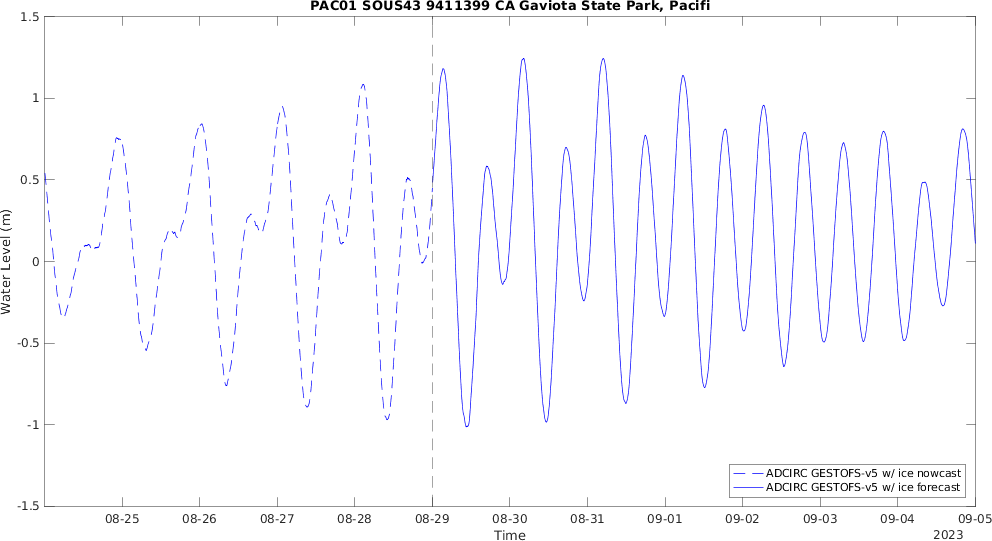 PAC01 SOUS43 9411399 CA Gaviota State Park, Pacifi
1.5
1
0.5
0
-0.5
-1
-1.5
Water Level (m)
ADCIRC GESTOFS-v5 w/ ice nowcast
ADCIRC GESTOFS-v5 w/ ice forecast
08-25 08-26 08-27 08-28 08-29 08-30 08-31 09-01 09-02 09-03 09-04 09-05
Time
2023